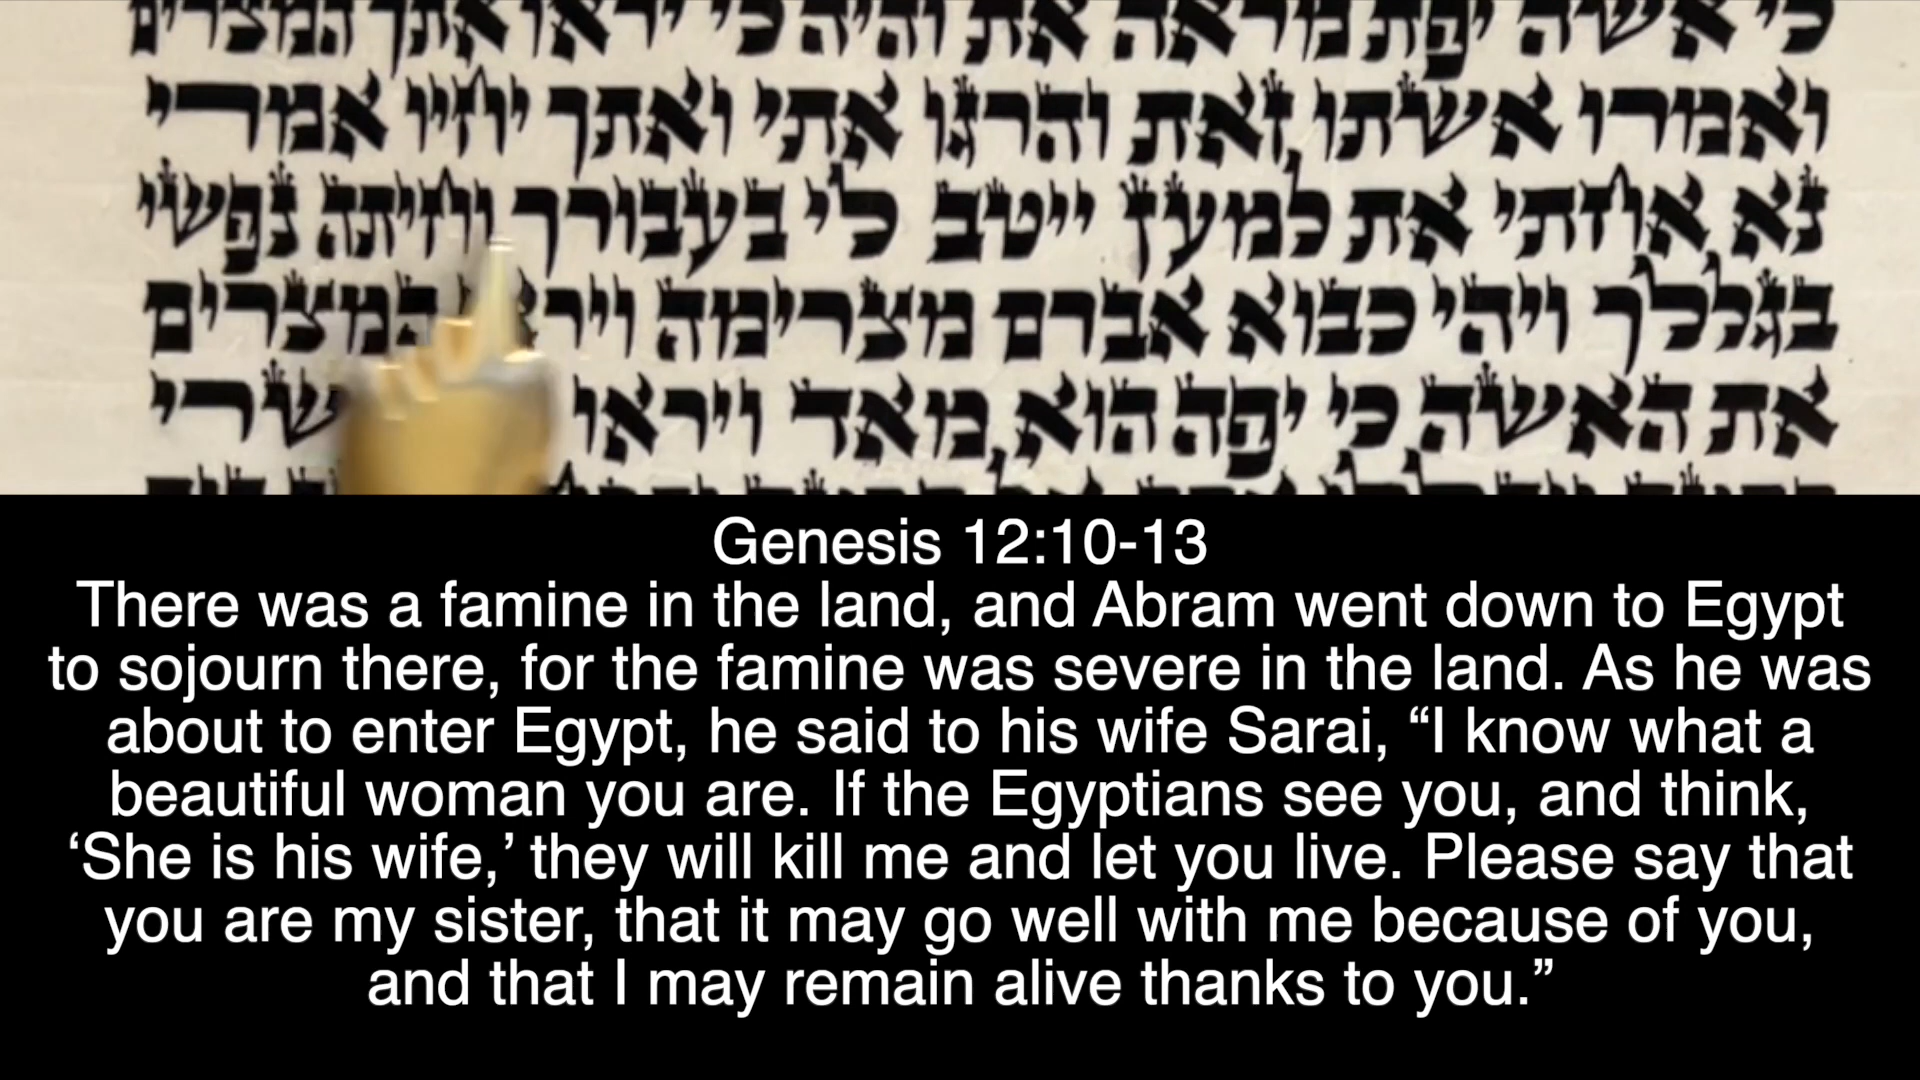 כי אשה יפת מראה את והיה כי יראו אתך המצרים
ואמרו אשתו זאת והרגו אתי ואתך יחיו אמרי
נא אחתי את למען ייטב לי בעבורך וחיתה נפשי
בגללך ויהי כבוא אברם מצרימה המצרים
את האשה כי יפה הוא מאד ויראו שרי
Genesis 12:10-13
There was a famine in the land, and Abram went down to Egypt
to sojourn there, for the famine was severe in the land. As he was
about to enter Egypt, he said to his wife Sarai, “I know what a
beautiful woman you are. If the Egyptians see you, and think,
‘She is his wife,’ they will kill me and let you live. Please say that
you are my sister, that it may go well with me because of you,
and that I may remain alive thanks to you.”